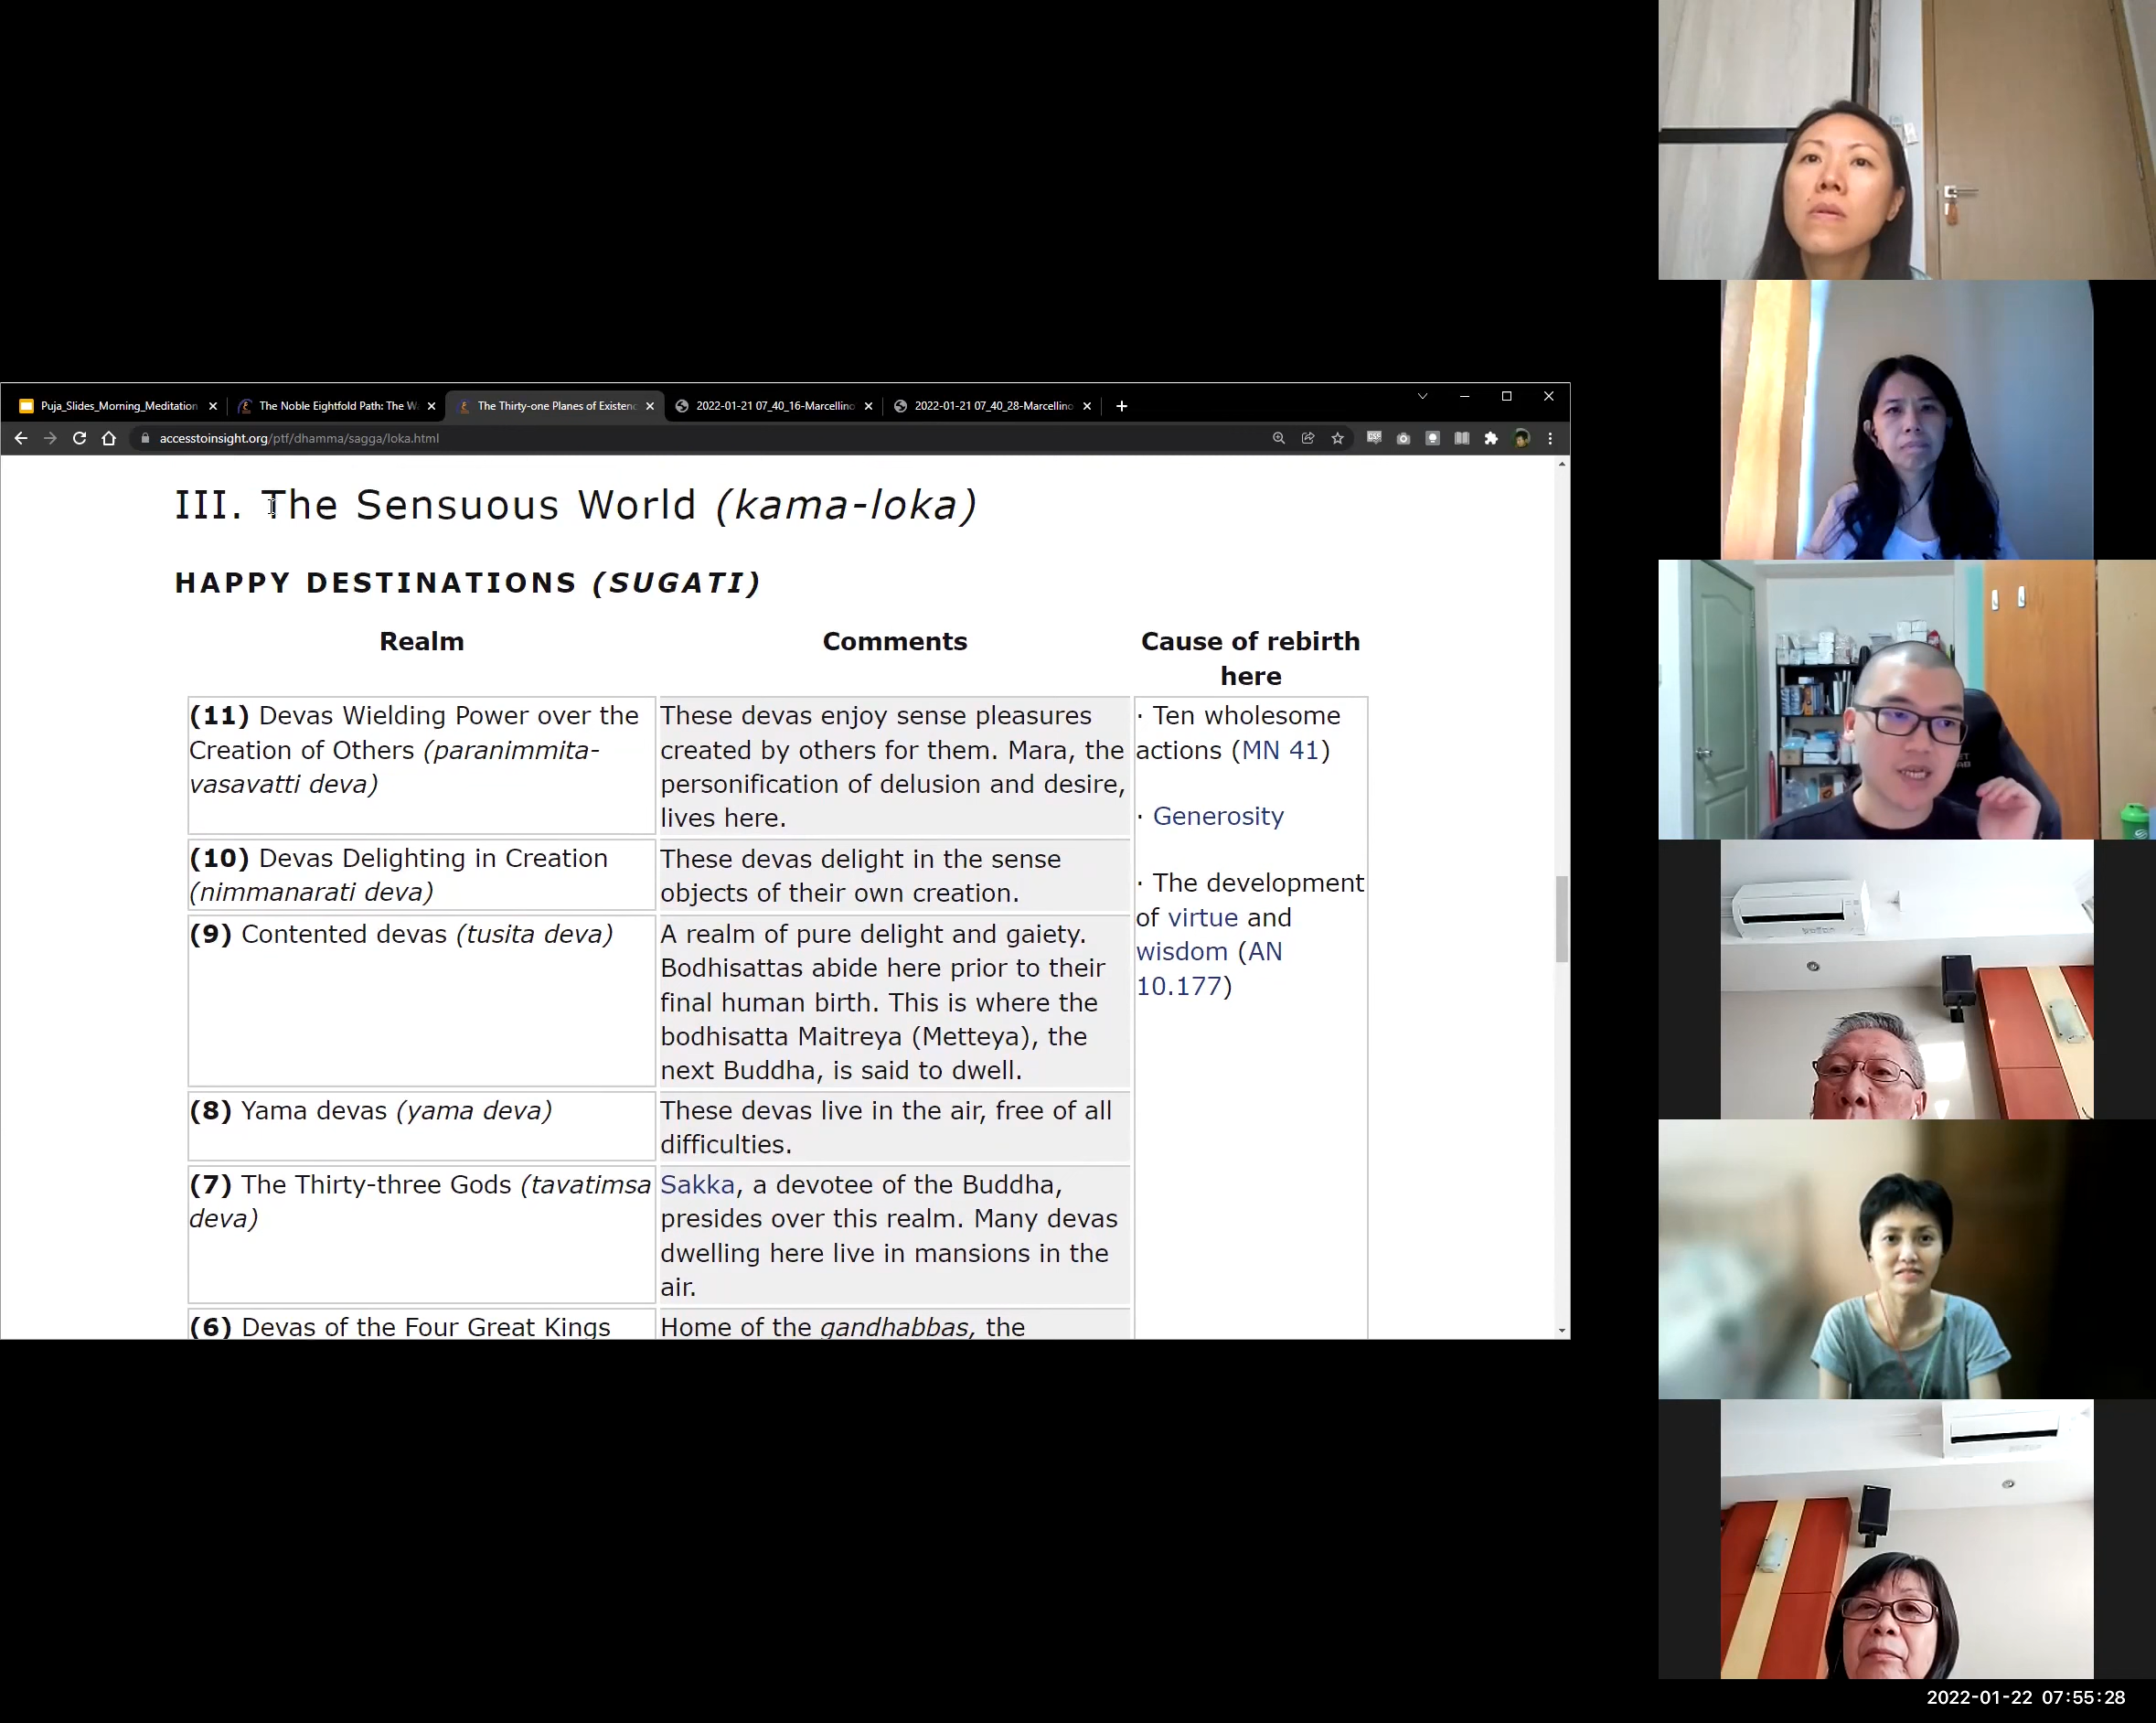 Puja_Slides_Morning_Meditation
The Noble Eightfold Path: The W
The Thirty-one Planes of Existenc
2022-01-21 07_40_16-Marcellino
2022-01-21 07_40_28-Marcellino
accesstoinsight.org/ptf/dhamma/sagga/loka.html
III. The Sensuous World (kama-loka)
HAPPY DESTINATIONS (SUGATI)
Realm
Comments
Cause of rebirth
here
(11) Devas Wielding Power over the
Creation of Others (paranimmita-
vasavatti deva)
These devas enjoy sense pleasures
created by others for them. Mara, the
personification of delusion and desire,
lives here.
· Ten wholesome
actions (MN 41)
· Generosity
· The development
of virtue and
wisdom (AN
10.177)
(10) Devas Delighting in Creation
(nimmanarati deva)
These devas delight in the sense
objects of their own creation.
(9) Contented devas (tusita deva)
A realm of pure delight and gaiety.
Bodhisattas abide here prior to their
final human birth. This is where the
bodhisatta Maitreya (Metteya), the
next Buddha, is said to dwell.
(8) Yama devas (yama deva)
These devas live in the air, free of all
difficulties.
(7) The Thirty-three Gods (tavatimsa
deva)
Sakka, a devotee of the Buddha,
presides over this realm. Many devas
dwelling here live in mansions in the
air.
(6) Devas of the Four Great Kings
Home of the gandhabbas, the
2022-01-22 07:55:28